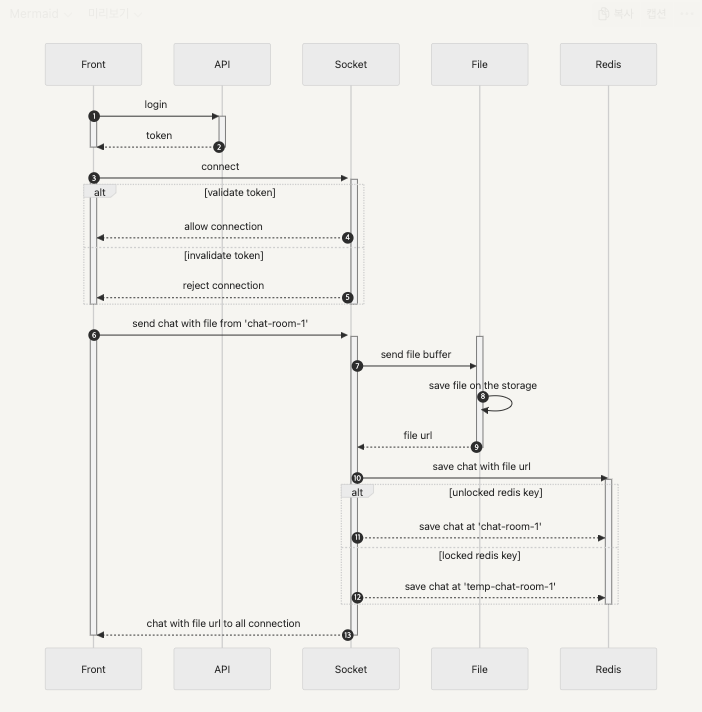 Mermaid 미리보기 복사 캡션
Front API Socket File Redis
1 login
token 2
3 connect
alt [validate token]
allow connection 4
[invalidate token]
reject connection 5
6 send chat with file from 'chat-room-1'
7 send file buffer
save file on the storage
8
file url 9
10 save chat with file url
alt [unlocked redis key]
11 save chat at 'chat-room-1'
[locked redis key]
12 save chat at 'temp-chat-room-1'
chat with file url to all connection 13
Front API Socket File Redis